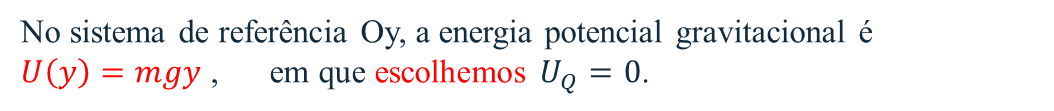 No sistema de referência Oy, a energia potencial gravitacional é
U(y) = mgy , em que escolhemos U_Q = 0.